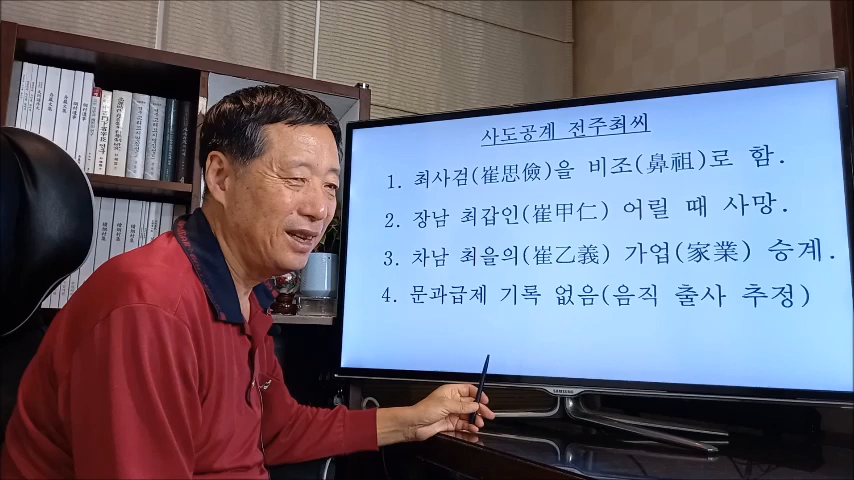 사도공계 전주최씨
1. 최사검(崔思儉)을 비조(鼻祖)로 함.
2. 장남 최갑인(崔甲仁) 어릴 때 사망.
3. 차남 최을의(崔乙義) 가업(家業) 승계.
4. 문과급제 기록 없음(음직 출사 추정)
SAMSUNG